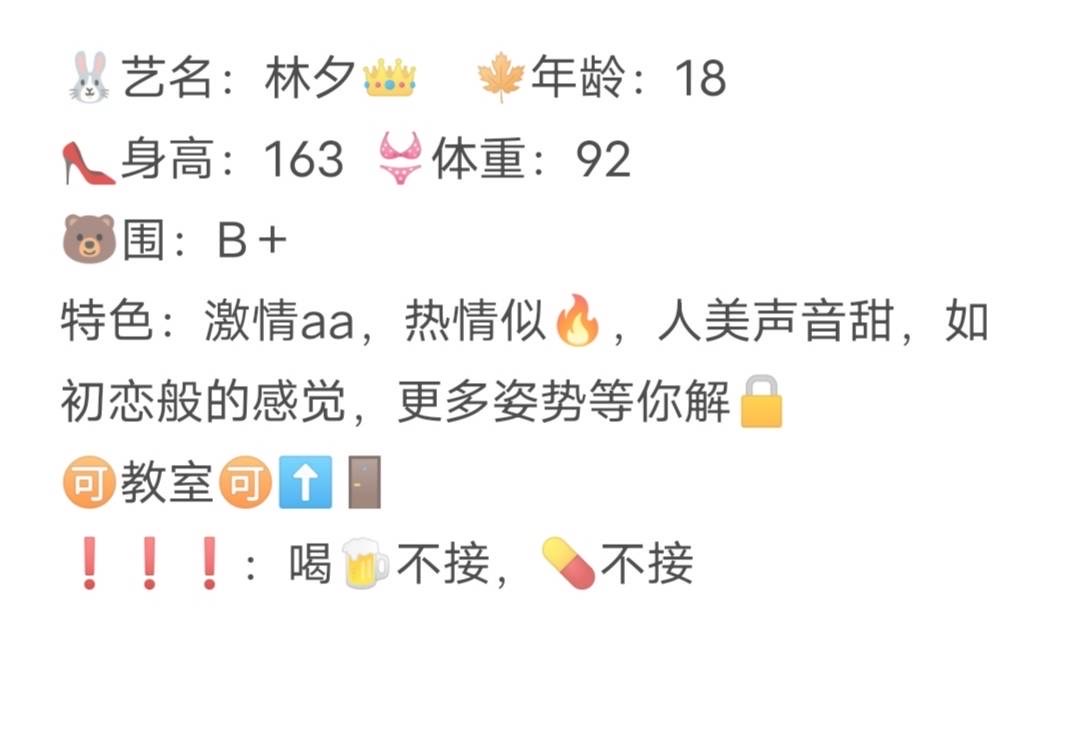 🐰艺名：林夕👑 🍁年龄：18
👠身高：163 👙体重：92
🐻围：B+
特色：激情aa，热情似🔥，人美声音甜，如
初恋般的感觉，更多姿势等你解🔒
🉑教室🉑⬆️🚪
❗❗❗：喝🍺不接，💊不接